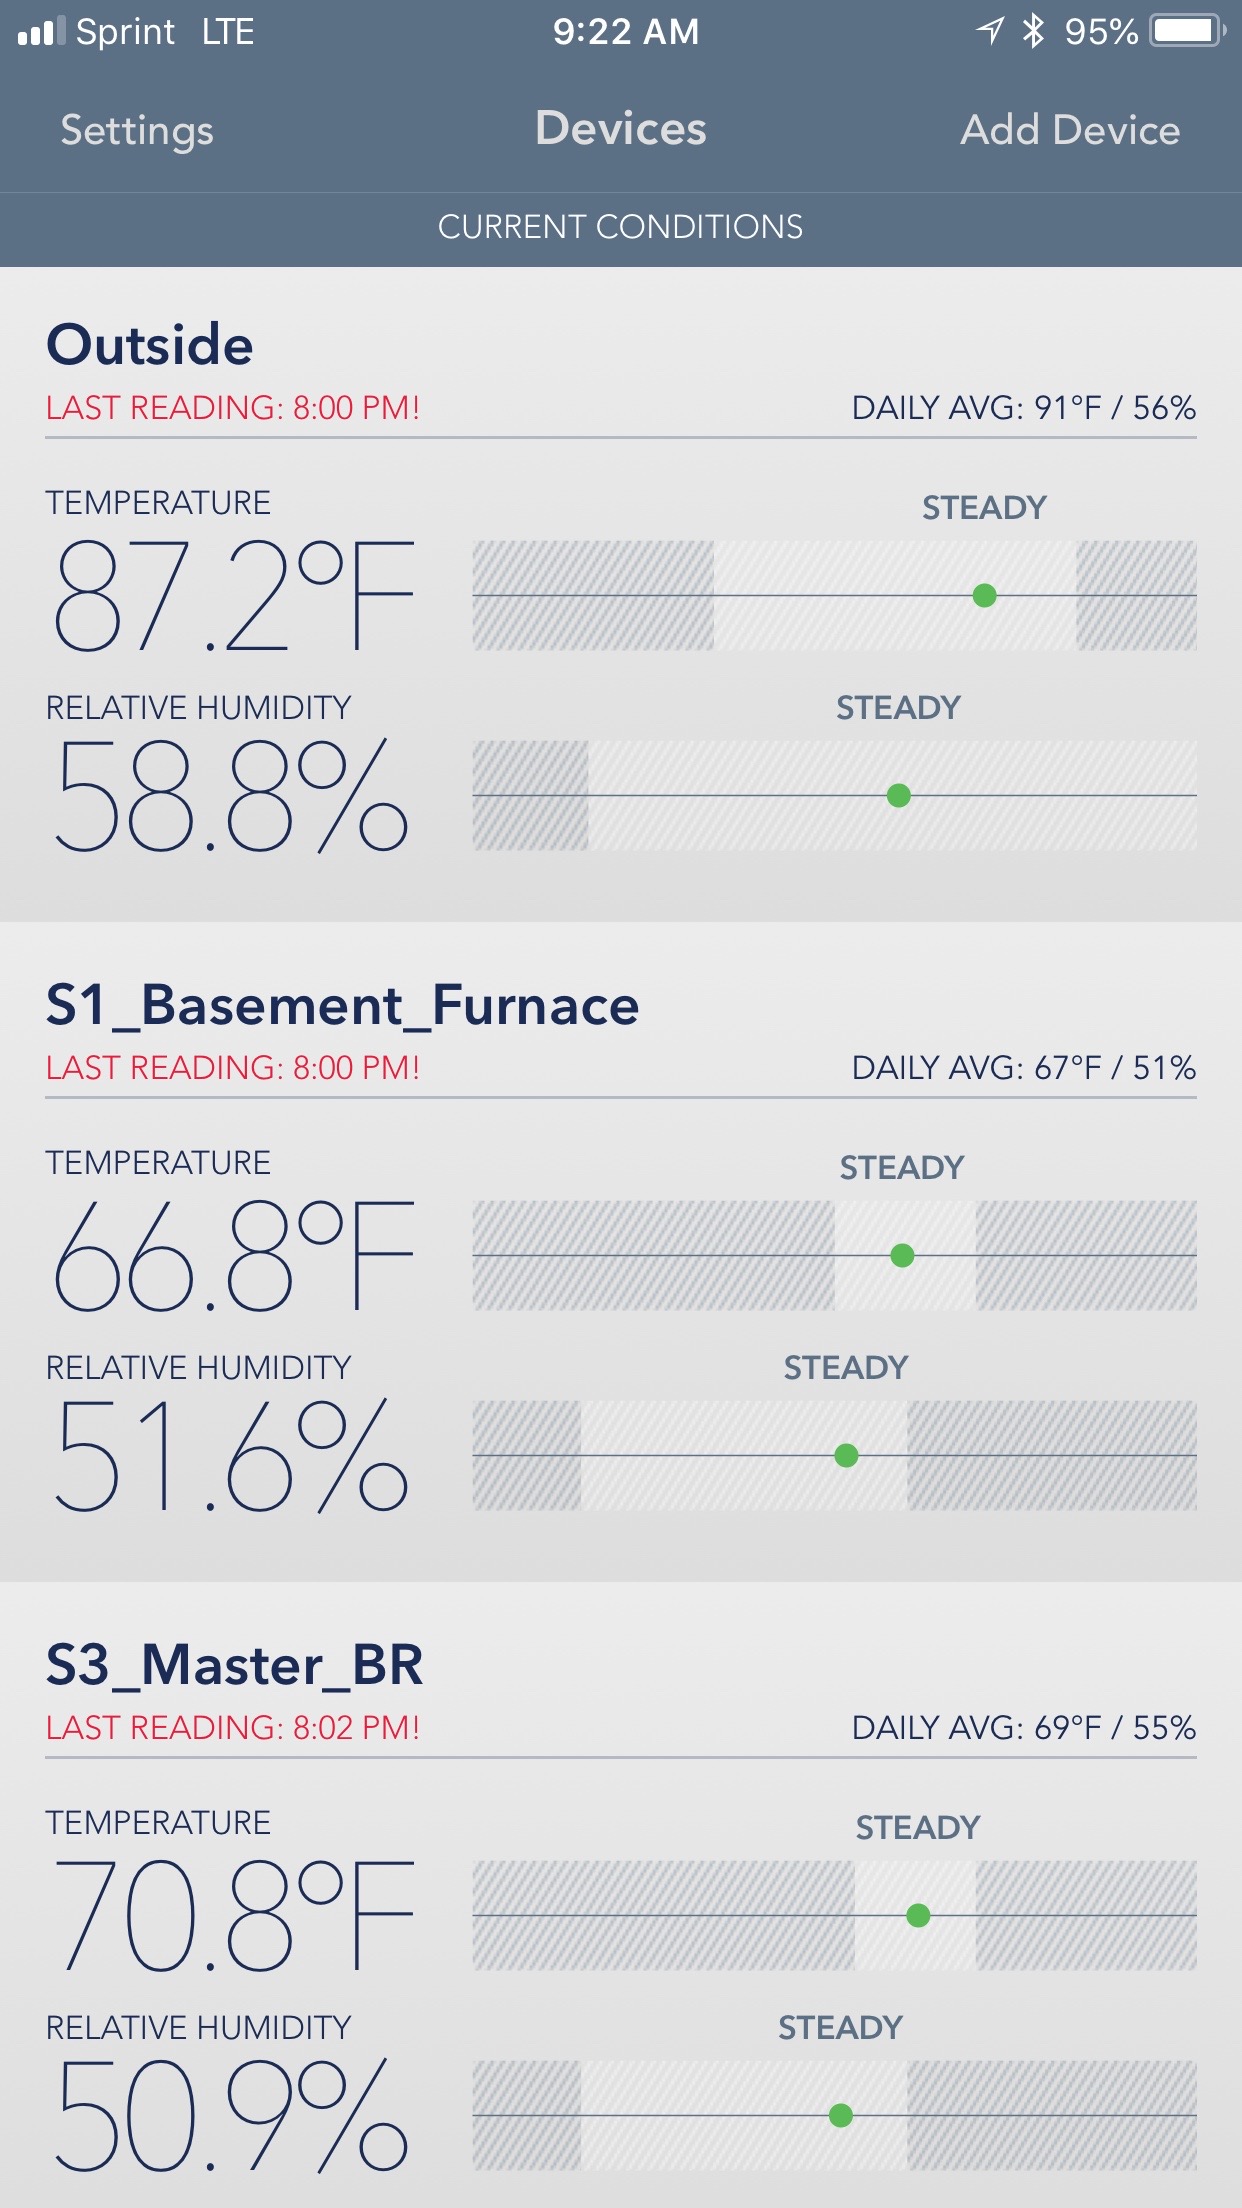 Sprint LTE 9:22 AM 95%
Settings Devices Add Device
CURRENT CONDITIONS
Outside
LAST READING: 8:00 PM! DAILY AVG: 91°F / 56%
TEMPERATURE STEADY
87.2°F
RELATIVE HUMIDITY STEADY
58.8%
S1_Basement_Furnace
LAST READING: 8:00 PM! DAILY AVG: 67°F / 51%
TEMPERATURE STEADY
66.8°F
RELATIVE HUMIDITY STEADY
51.6%
S3_Master_BR
LAST READING: 8:02 PM! DAILY AVG: 69°F / 55%
TEMPERATURE STEADY
70.8°F
RELATIVE HUMIDITY STEADY
50.9%